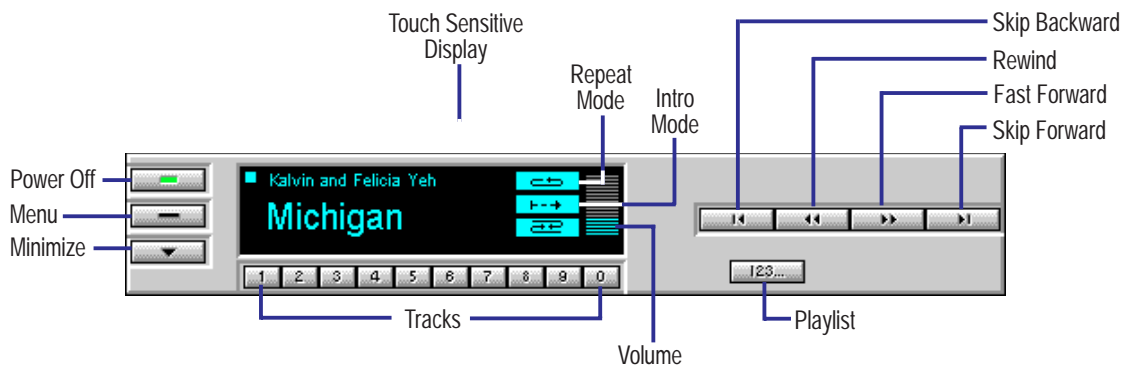 Touch Sensitive
Display
Skip Backward
Rewind
Repeat
Mode
Intro
Mode
Fast Forward
Skip Forward
Power Off
Menu
Minimize
Kalvin and Felicia Yeh
Michigan
1 2 3 4 5 6 7 8 9 0
123...
Tracks
Playlist
Volume